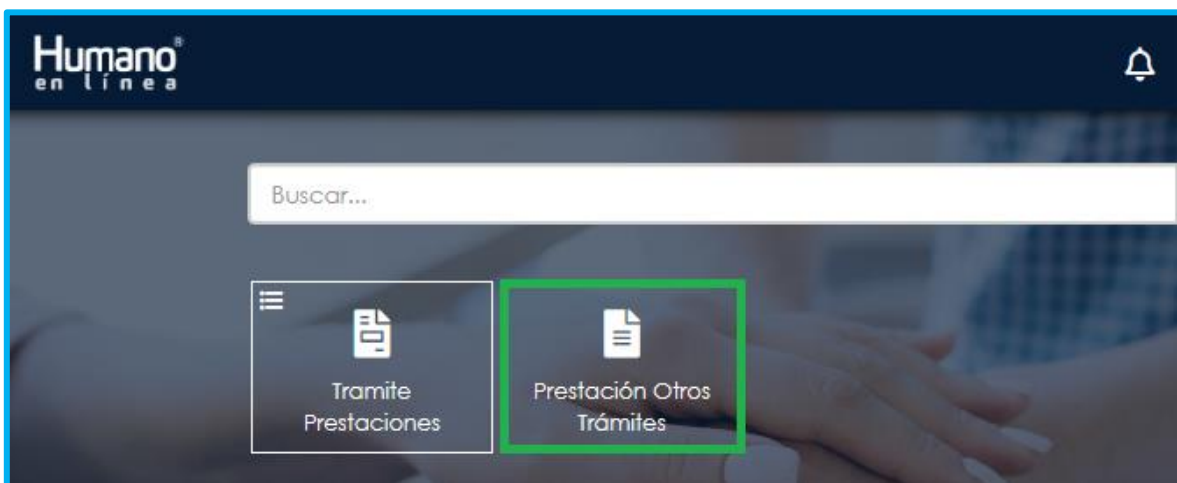 Humano®
en línea
Buscar...
Tramite
Prestaciones
Prestación Otros
Trámites